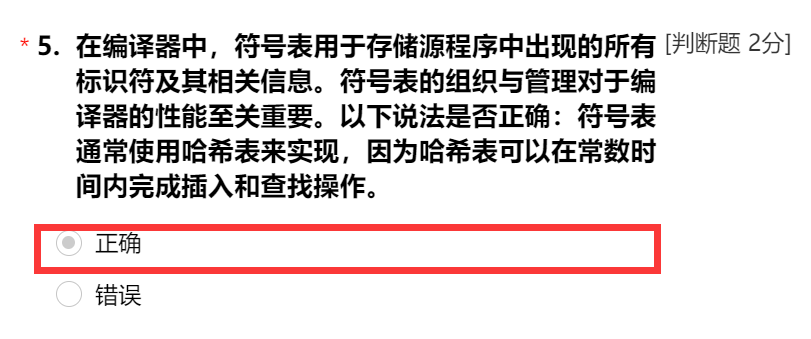 * 5. 在编译器中，符号表用于存储源程序中出现的所有 [判断题 2分]
标识符及其相关信息。符号表的组织与管理对于编
译器的性能至关重要。以下说法是否正确：符号表
通常使用哈希表来实现，因为哈希表可以在常数时
间内完成插入和查找操作。
正确
错误